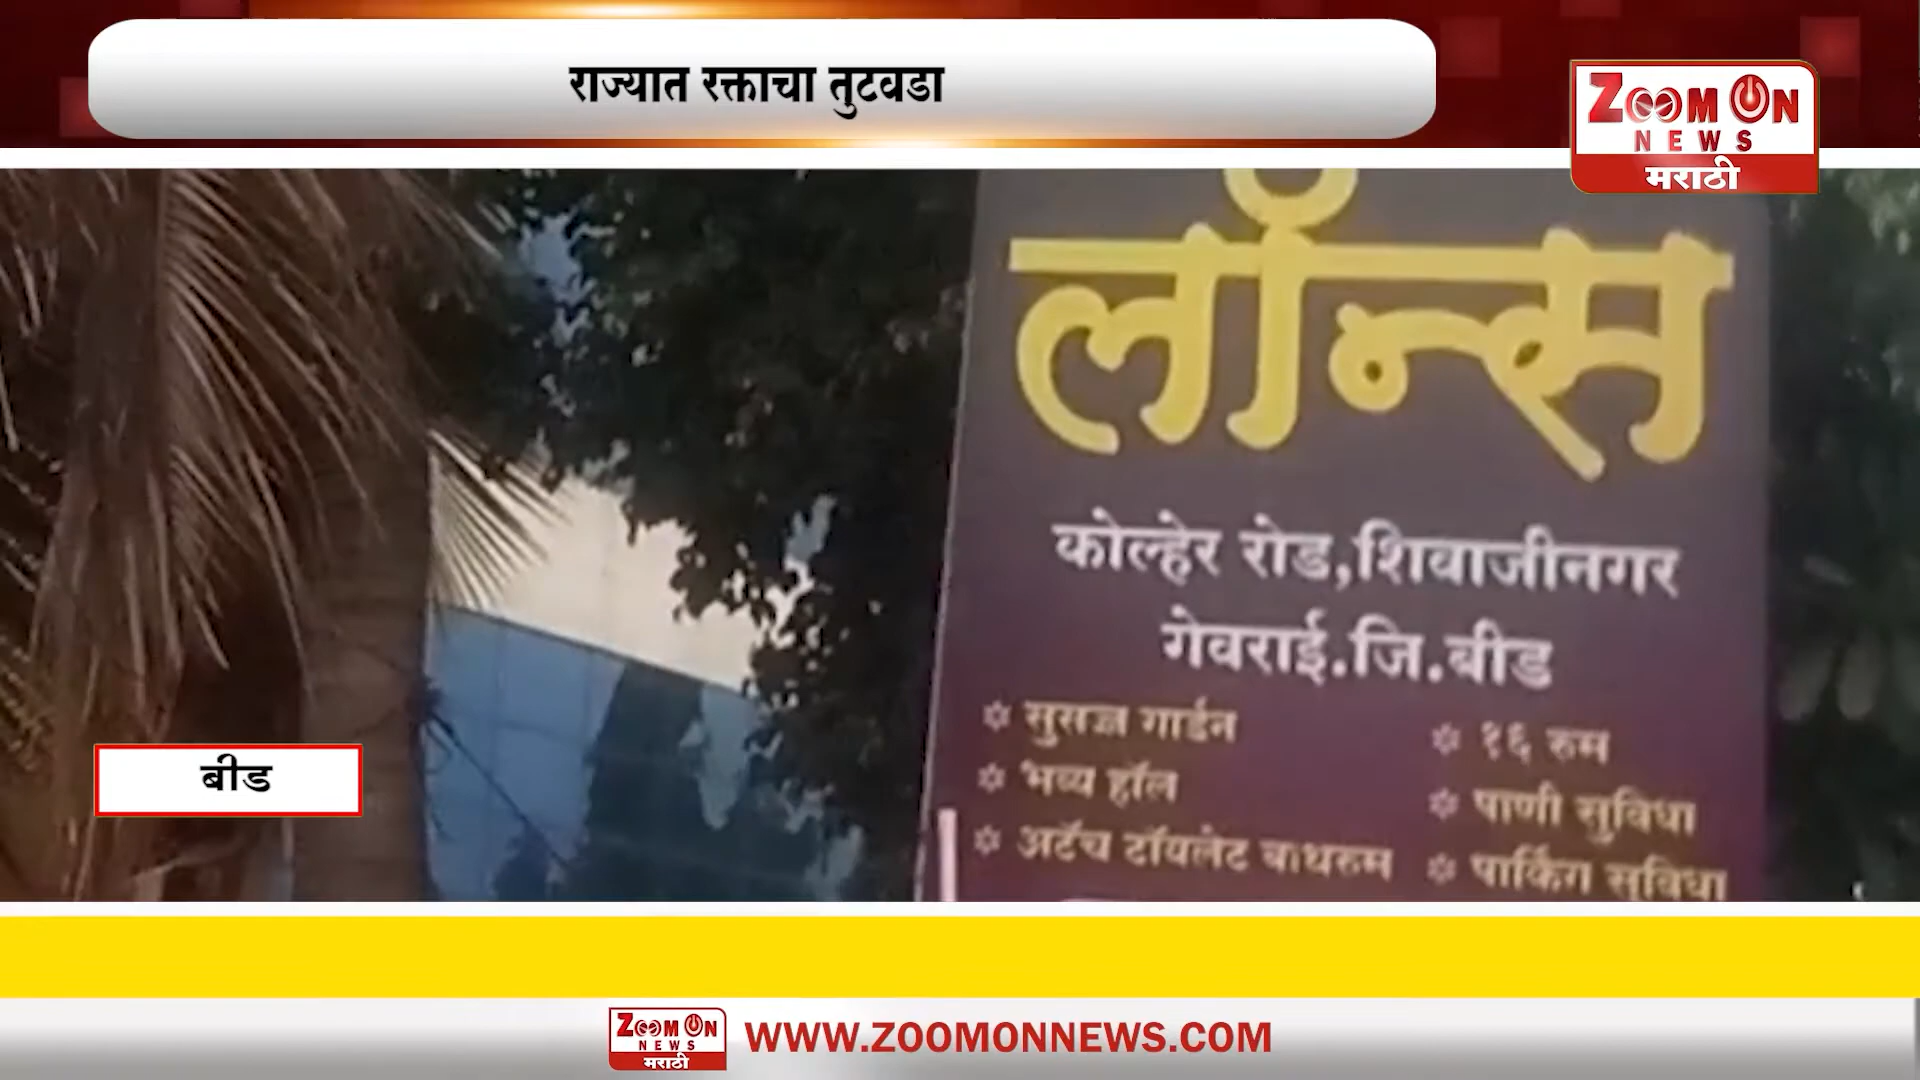 राज्यात रक्ताचा तुटवडा
ZOOM ON
NEWS
मराठी
लॉन्स
कोल्हेर रोड,शिवाजीनगर
गेवराई.जि.बीड
सुसज्ज गार्डन
१६ रुम
भव्य हॉल
पाणी सुविधा
अटॅच टॉयलेट बाथरुम
पार्किंग सुविधा
बीड
ZOOM ON
NEWS
मराठी
WWW.ZOOMONNEWS.COM